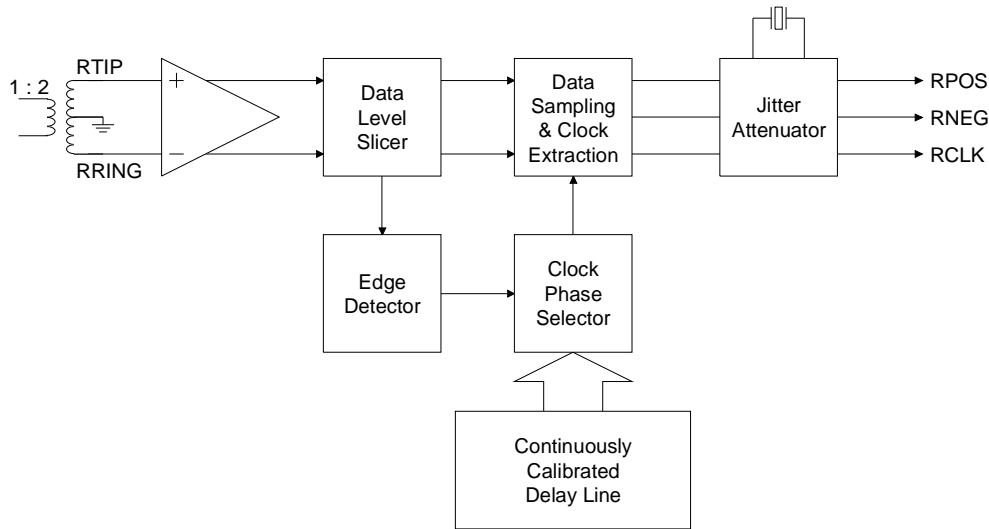 1 : 2
RTIP
RRING
+
−
Data
Level
Slicer
Data
Sampling
& Clock
Extraction
Jitter
Attenuator
RPOS
RNEG
RCLK
Edge
Detector
Clock
Phase
Selector
Continuously
Calibrated
Delay Line